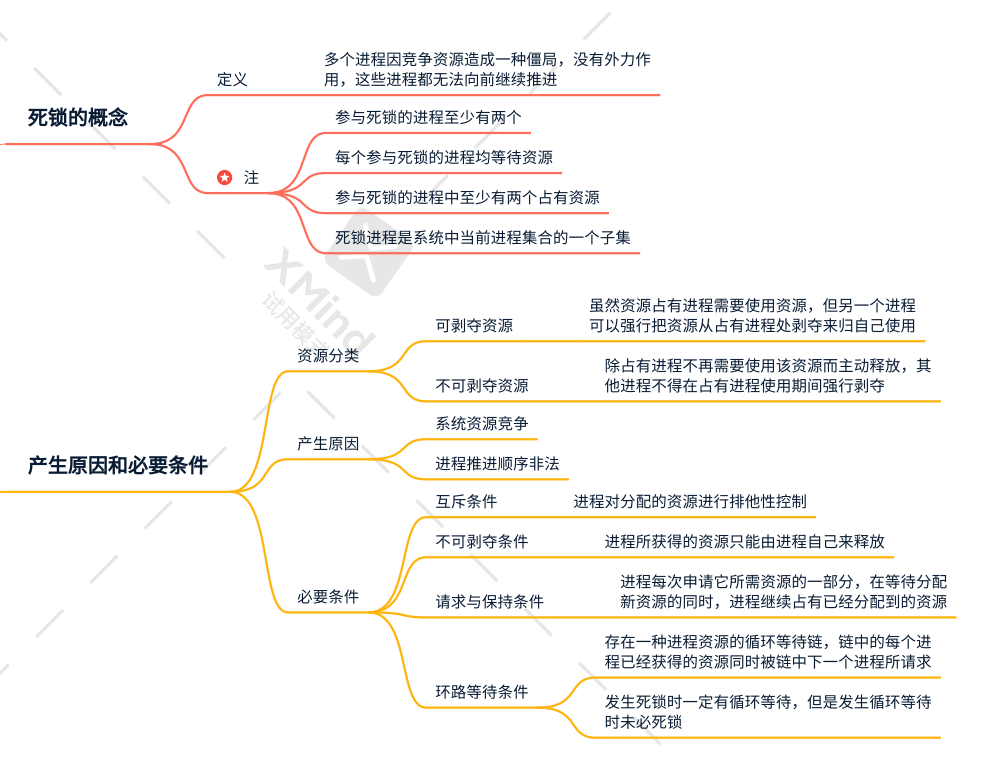 死锁的概念
定义
多个进程因竞争资源造成一种僵局，没有外力作
用，这些进程都无法向前继续推进
注
参与死锁的进程至少有两个
每个参与死锁的进程均等待资源
参与死锁的进程中至少有两个占有资源
死锁进程是系统中当前进程集合的一个子集
XMind
试用模式
产生原因和必要条件
资源分类
可剥夺资源
虽然资源占有进程需要使用资源，但另一个进程
可以强行把资源从占有进程处剥夺来归自己使用
不可剥夺资源
除占有进程不再需要使用该资源而主动释放，其
他进程不得在占有进程使用期间强行剥夺
产生原因
系统资源竞争
进程推进顺序非法
必要条件
互斥条件
进程对分配的资源进行排他性控制
不可剥夺条件
进程所获得的资源只能由进程自己来释放
请求与保持条件
进程每次申请它所需资源的一部分，在等待分配
新资源的同时，进程继续占有已经分配到的资源
环路等待条件
存在一种进程资源的循环等待链，链中的每个进
程已经获得的资源同时被链中下一个进程所请求
发生死锁时一定有循环等待，但是发生循环等待
时未必死锁